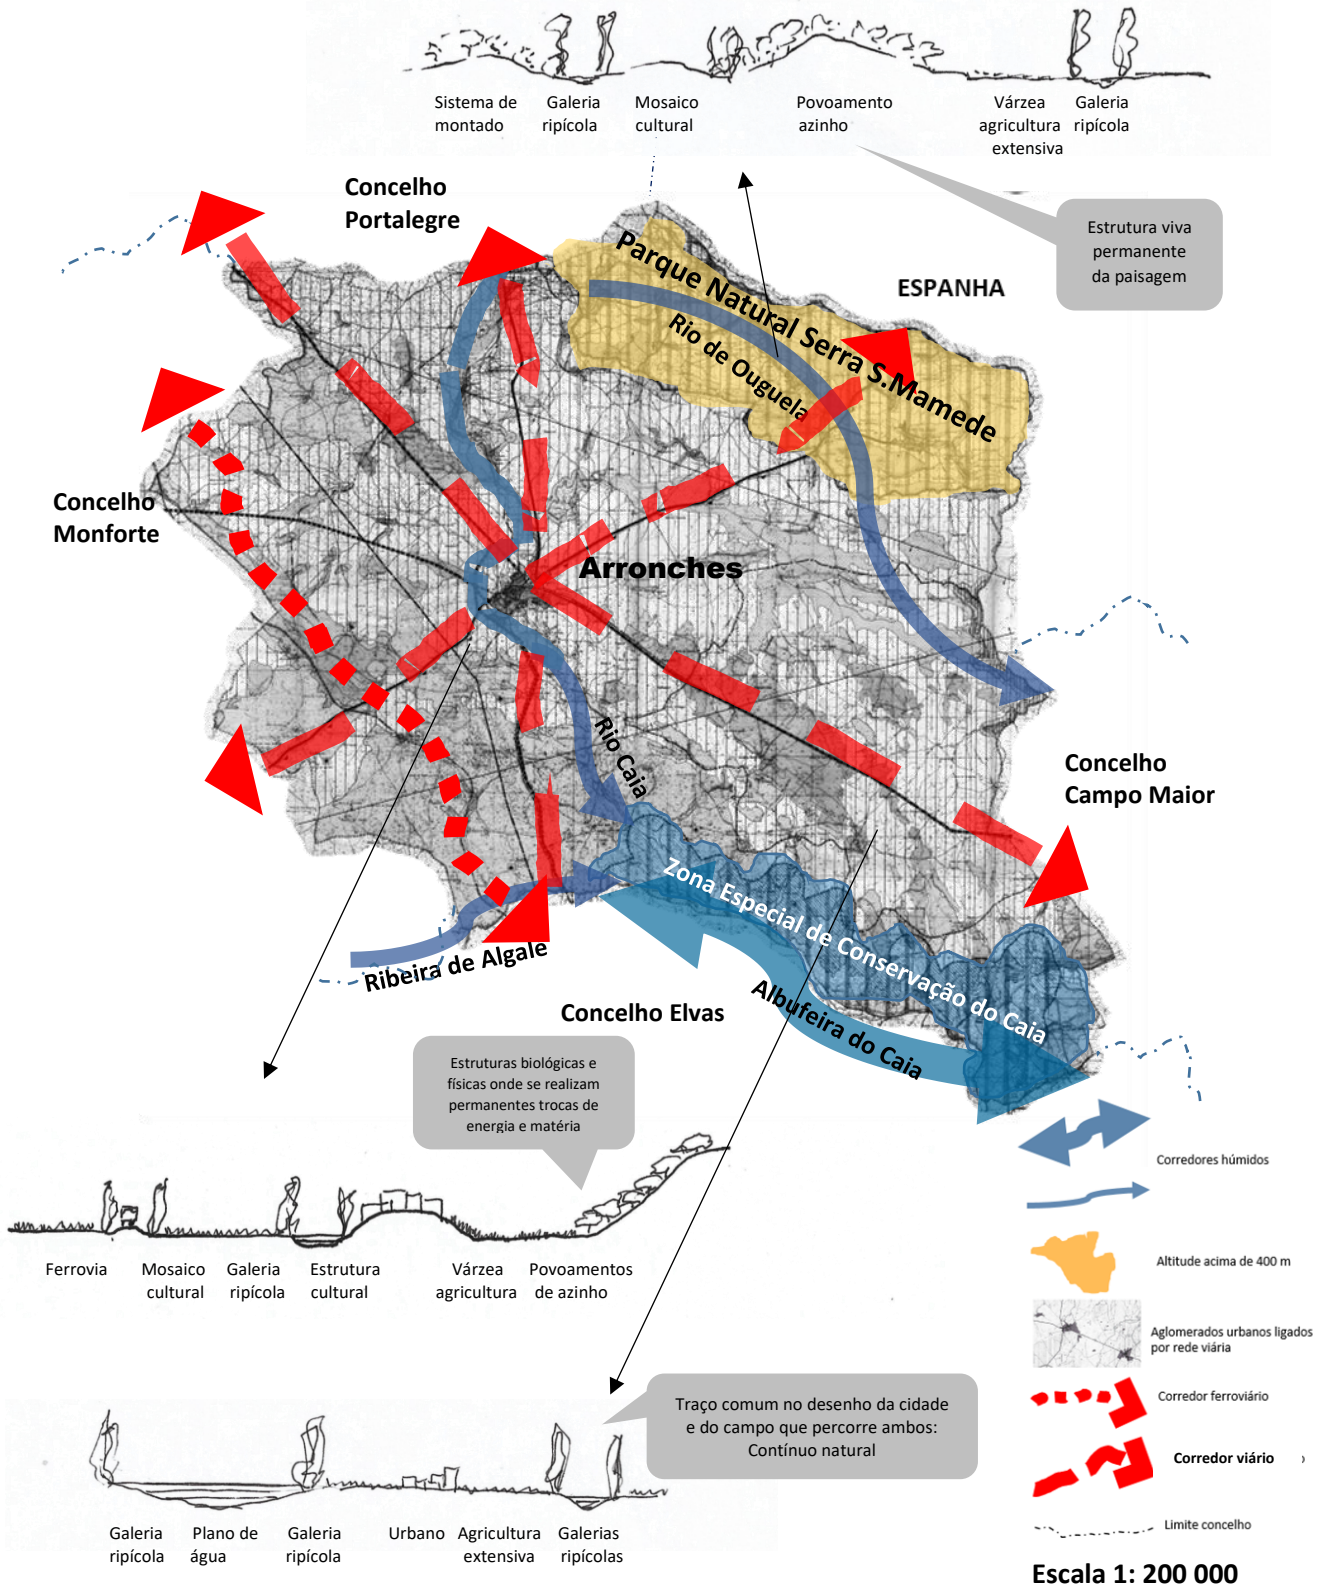 Sistema de
montado
Galeria
ripícola
Mosaico
cultural
Povoamento
azinho
Várzea
agricultura
extensiva
Galeria
ripícola
Estrutura viva
permanente
da paisagem
Concelho
Portalegre
ESPANHA
Parque Natural Serra S.Mamede
Rio de Ouguela
Concelho
Monforte
Arronches
Rio Caia
Concelho
Campo Maior
Zona Especial de Conservação do Caia
Albufeira do Caia
Ribeira de Algale
Concelho Elvas
Estruturas biológicas e
físicas onde se realizam
permanentes trocas de
energia e matéria
Ferrovia
Mosaico
cultural
Galeria
ripícola
Estrutura
cultural
Várzea
agricultura
Povoamentos
de azinho
Traço comum no desenho da cidade
e do campo que percorre ambos:
Contínuo natural
Galeria
ripícola
Plano de
água
Galeria
ripícola
Urbano
Agricultura
extensiva
Galerias
ripícolas
Corredores húmidos
Altitude acima de 400 m
Aglomerados urbanos ligados
por rede viária
Corredor ferroviário
Corredor viário
Limite concelho
Escala 1: 200 000